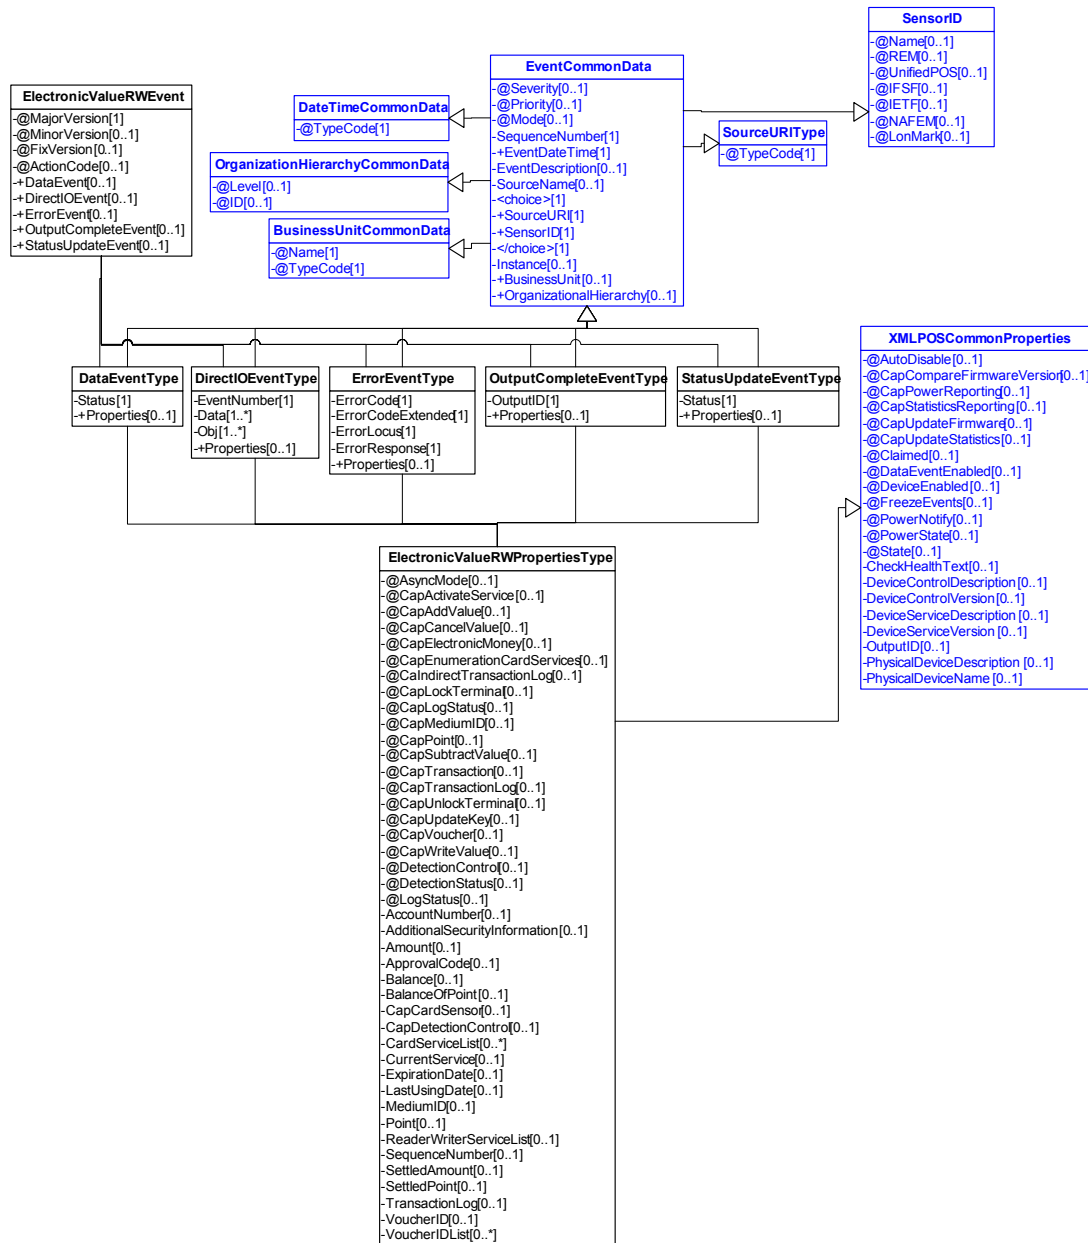 SensorID
-@Name[0..1]
-@REM[0..1]
-@UnifiedPOS[0..1]
-@IFSF[0..1]
-@IETF[0..1]
-@NAFEM[0..1]
-@LonMark[0..1]
EventCommonData
-@Severity[0..1]
-@Priority[0..1]
-@Mode[0..1]
-SequenceNumber[1]
-+EventDateTime[1]
-EventDescription[0..1]
-SourceName[0..1]
-<choice>[1]
-+SourceURI[1]
-+SensorID[1]
-</choice>[1]
-Instance[0..1]
-+BusinessUnit[0..1]
-+OrganizationalHierarchy[0..1]
ElectronicValueRWEvent
-@MajorVersion[1]
-@MinorVersion[0..1]
-@FixVersion[0..1]
-@ActionCode[0..1]
-+DataEvent[0..1]
-+DirectIOEvent[0..1]
-+ErrorEvent[0..1]
-+OutputCompleteEvent[0..1]
-+StatusUpdateEvent[0..1]
DateTimeCommonData
-@TypeCode[1]
SourceURIType
-@TypeCode[1]
OrganizationHierarchyCommonData
-@Level[0..1]
-@ID[0..1]
BusinessUnitCommonData
-@Name[1]
-@TypeCode[1]
XMLPOSCommonProperties
-@AutoDisable[0..1]
-@CapCompareFirmwareVersion[0..1]
-@CapPowerReporting[0..1]
-@CapStatisticsReporting[0..1]
-@CapUpdateFirmware[0..1]
-@CapUpdateStatistics[0..1]
-@Claimed[0..1]
-@DataEventEnabled[0..1]
-@DeviceEnabled[0..1]
-@FreezeEvents[0..1]
-@PowerNotify[0..1]
-@PowerState[0..1]
-@State[0..1]
-CheckHealthText[0..1]
-DeviceControlDescription[0..1]
-DeviceControlVersion[0..1]
-DeviceServiceDescription [0..1]
-DeviceServiceVersion [0..1]
-OutputID[0..1]
-PhysicalDeviceDescription [0..1]
-PhysicalDeviceName [0..1]
DataEventType
-Status[1]
-+Properties[0..1]
DirectIOEventType
-EventNumber[1]
-Data[1..*]
-Obj[1..*]
-+Properties[0..1]
ErrorEventType
-ErrorCode[1]
-ErrorCodeExtended[1]
-ErrorLocus[1]
-ErrorResponse[1]
-+Properties[0..1]
OutputCompleteEventType
-OutputID[1]
-+Properties[0..1]
StatusUpdateEventType
-Status[1]
-+Properties[0..1]
ElectronicValueRWPropertiesType
-@AsyncMode[0..1]
-@CapActivateService[0..1]
-@CapAddValue[0..1]
-@CapCancelValue[0..1]
-@CapElectronicMoney[0..1]
-@CapEnumerationCardServices[0..1]
-@CaIndirectTransactionLog[0..1]
-@CapLockTerminal[0..1]
-@CapLogStatus[0..1]
-@CapMediumID[0..1]
-@CapPoint[0..1]
-@CapSubtractValue[0..1]
-@CapTransaction[0..1]
-@CapTransactionLog[0..1]
-@CapUnlockTerminal[0..1]
-@CapUpdateKey[0..1]
-@CapVoucher[0..1]
-@CapWriteValue[0..1]
-@DetectionControl[0..1]
-@DetectionStatus[0..1]
-@LogStatus[0..1]
-AccountNumber[0..1]
-AdditionalSecurityInformation[0..1]
-Amount[0..1]
-ApprovalCode[0..1]
-Balance[0..1]
-BalanceOfPoint[0..1]
-CapCardSensor[0..1]
-CapDetectionControl[0..1]
-CardServiceList[0..*]
-CurrentService[0..1]
-ExpirationDate[0..1]
-LastUsingDate[0..1]
-MediumID[0..1]
-Point[0..1]
-ReaderWriterServiceList[0..1]
-SequenceNumber[0..1]
-SettledAmount[0..1]
-SettledPoint[0..1]
-TransactionLog[0..1]
-VoucherID[0..1]
-VoucherIDList[0..*]